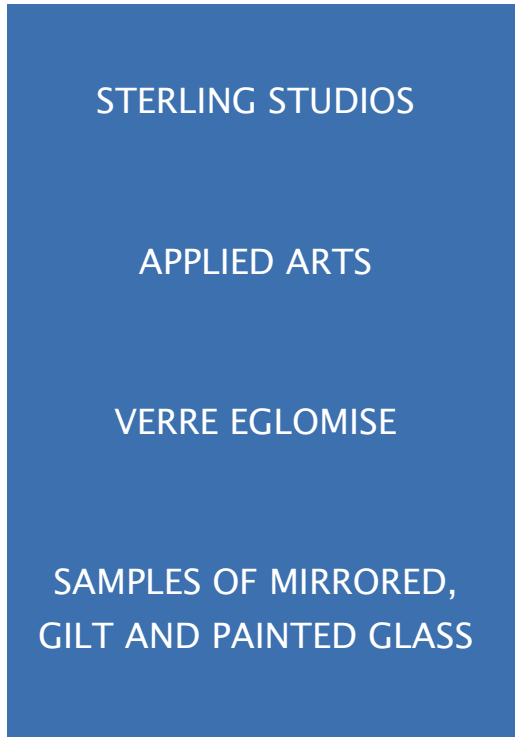 STERLING STUDIOS
APPLIED ARTS
VERRE EGLOMISE
SAMPLES OF MIRRORED,
GILT AND PAINTED GLASS